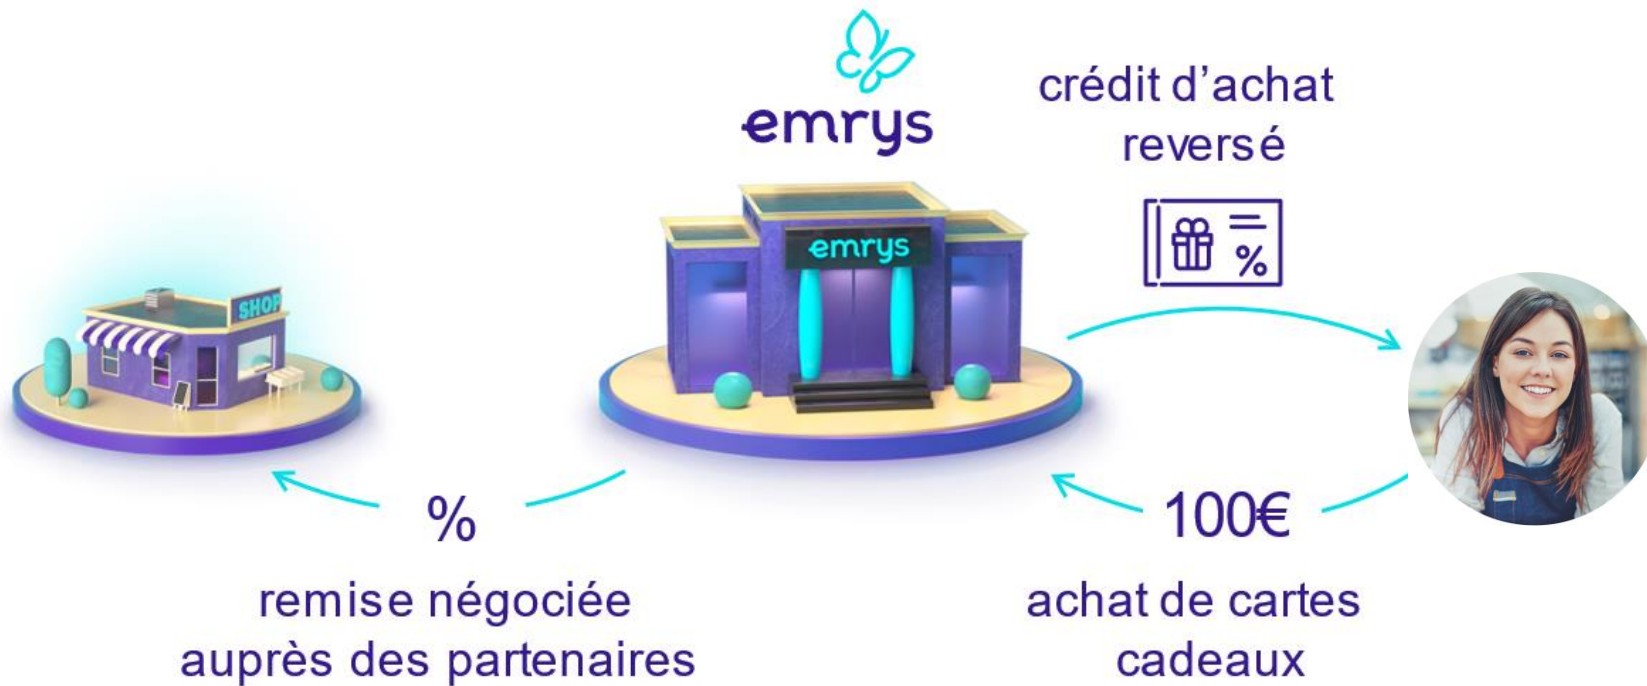 emrys
crédit d'achat
reversé
%
emrys
SHOP
%
remise négociée
auprès des partenaires
100€
achat de cartes
cadeaux